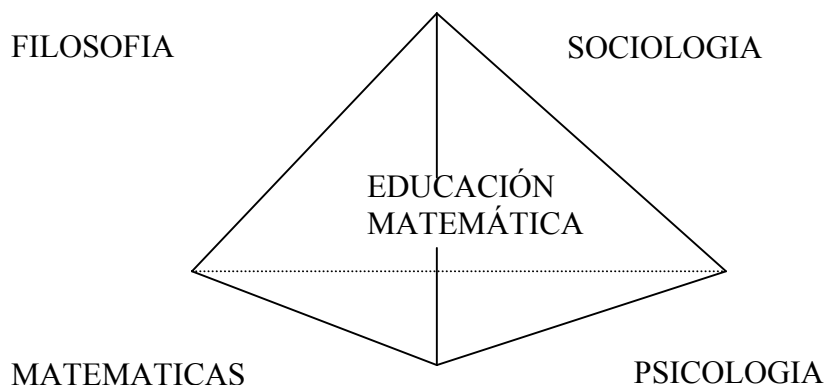 FILOSOFIA
SOCIOLOGIA
EDUCACIÓN
MATEMÁTICA
MATEMATICAS
PSICOLOGIA